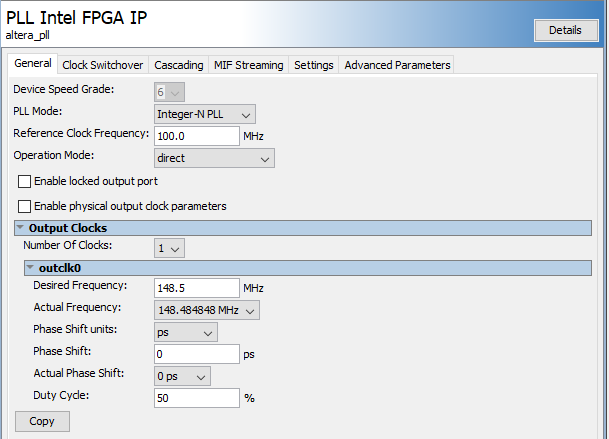 PLL Intel FPGA IP
altera_pll
Details
General Clock Switchover Cascading MIF Streaming Settings Advanced Parameters
Device Speed Grade: 6
PLL Mode: Integer-N PLL
Reference Clock Frequency: 100.0 MHz
Operation Mode: direct
Enable locked output port
Enable physical output clock parameters
Output Clocks
Number Of Clocks: 1
outclk0
Desired Frequency: 148.5 MHz
Actual Frequency: 148.484848 MHz
Phase Shift units: ps
Phase Shift: 0 ps
Actual Phase Shift: 0 ps
Duty Cycle: 50 %
Copy